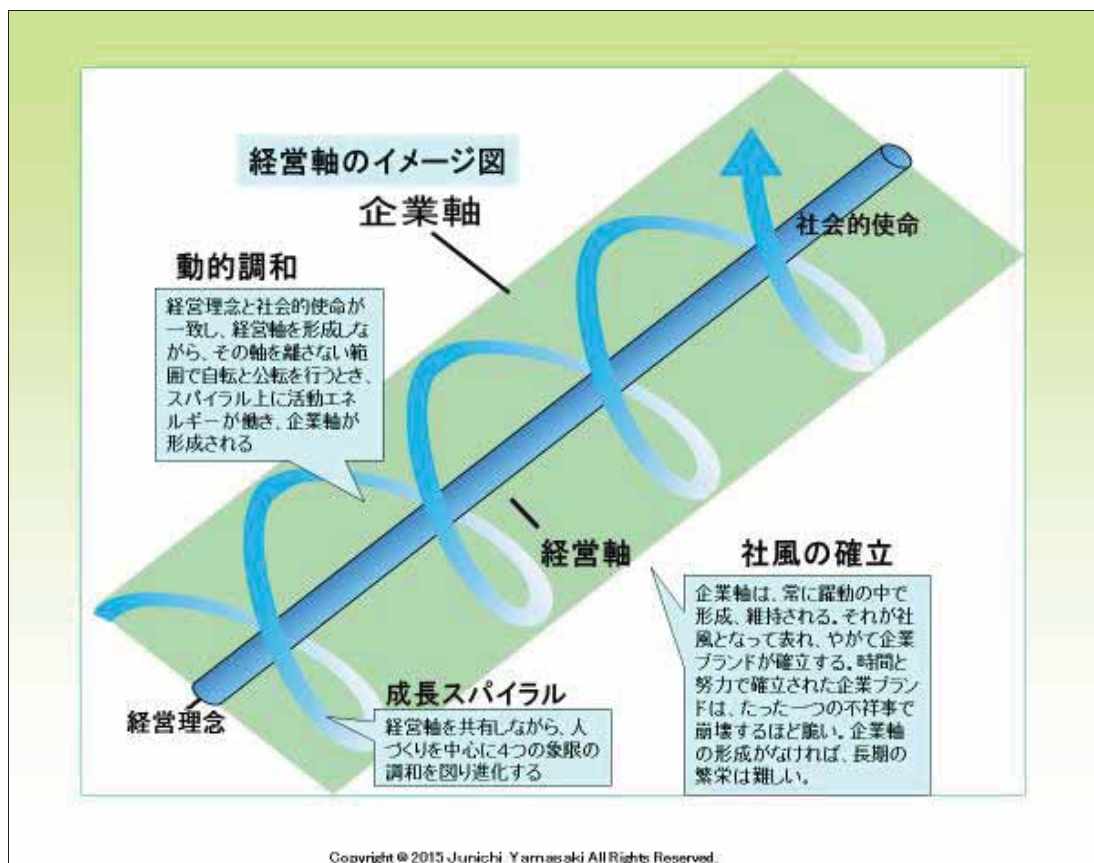 経営軸のイメージ図
企業軸
動的調和
経営理念と社会的使命が
一致し、経営軸を形成しな
がら、その軸を離さない範
囲で自転と公転を行うとき、
スパイラル上に活動エネ
ルギーが働き、企業軸が
形成される
社会的使命
経営軸
社風の確立
企業軸は、常に躍動の中で
形成、維持される。それが社
風となって表れ、やがて企業
ブランドが確立する。時間と
努力で確立された企業ブラン
ドは、たった一つの不祥事で
崩壊するほど脆い。企業軸
の形成がなければ、長期の
繁栄は難しい。
成長スパイラル
経営軸を共有しながら、人
づくりを中心に4つの象限の
調和を図り進化する
経営理念
Copyright © 2015 Junichi Yamasaki All Rights Reserved.